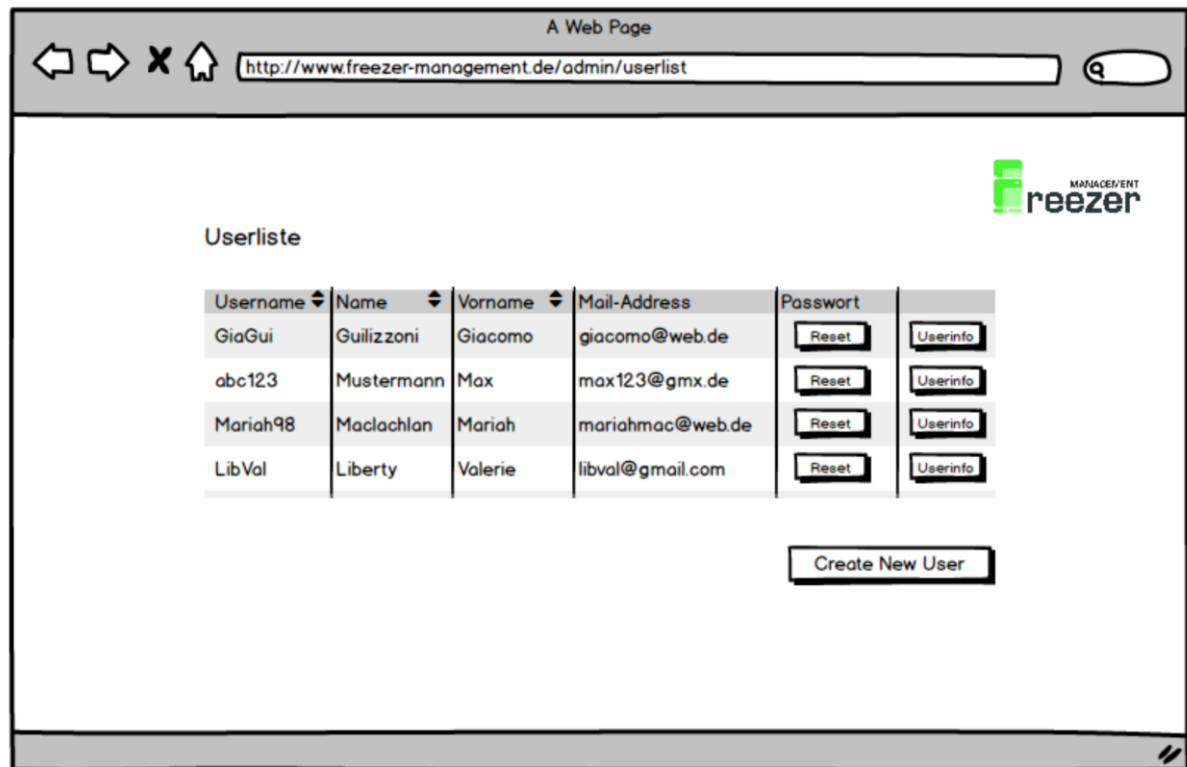 A Web Page
http://www.freezer-management.de/admin/userlist
MANAGEMENT
Freezer
Userliste
Username Name Vorname Mail-Address Passwort
GiaGui Guilizzoni Giacomo giacomo@web.de Reset Userinfo
abc123 Mustermann Max max123@gmx.de Reset Userinfo
Mariah98 Maclachlan Mariah mariahmac@web.de Reset Userinfo
LibVal Liberty Valerie libval@gmail.com Reset Userinfo
Create New User